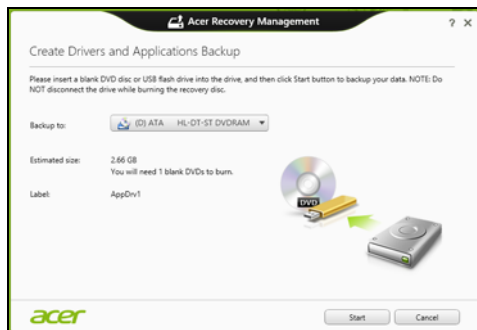 Acer Recovery Management
? ×
Create Drivers and Applications Backup
Please insert a blank DVD disc or USB flash drive into the drive, and then click Start button to backup your data. NOTE: Do
NOT disconnect the drive while burning the recovery disc.
Backup to: (D) ATA HL-DT-ST DVDRAM
Estimated size: 2.66 GB
You will need 1 blank DVDs to burn.
Label: AppDrv1
DVD
acer Start Cancel